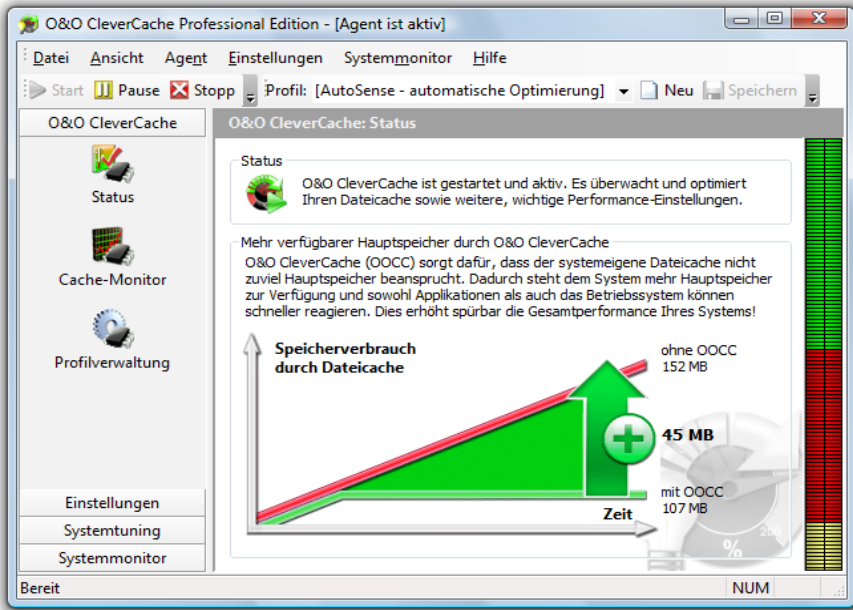 O&O CleverCache Professional Edition - [Agent ist aktiv]
Datei Ansicht Agent Einstellungen Systemmonitor Hilfe
Start Pause Stopp Profil: [AutoSense - automatische Optimierung] Neu Speichern
O&O CleverCache
O&O CleverCache: Status
Status
Cache-Monitor
Profilverwaltung
Einstellungen
Systemtuning
Systemmonitor
Status
O&O CleverCache ist gestartet und aktiv. Es überwacht und optimiert
Ihren Dateicache sowie weitere, wichtige Performance-Einstellungen.
Mehr verfügbarer Hauptspeicher durch O&O CleverCache
O&O CleverCache (OOCC) sorgt dafür, dass der systemeigene Dateicache nicht
zuviel Hauptspeicher beansprucht. Dadurch steht dem System mehr Hauptspeicher
zur Verfügung und sowohl Applikationen als auch das Betriebssystem können
schneller reagieren. Dies erhöht spürbar die Gesamtperformance Ihres Systems!
Speicherverbrauch
durch Dateicache
ohne OOCC
152 MB
45 MB
mit OOCC
107 MB
Zeit
200
%
Bereit
NUM